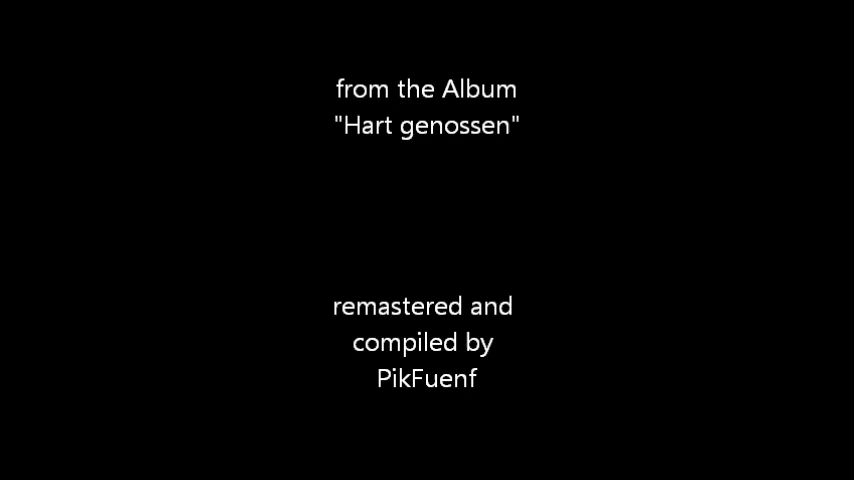 from the Album
"Hart genossen"
remastered and
compiled by
PikFuenf